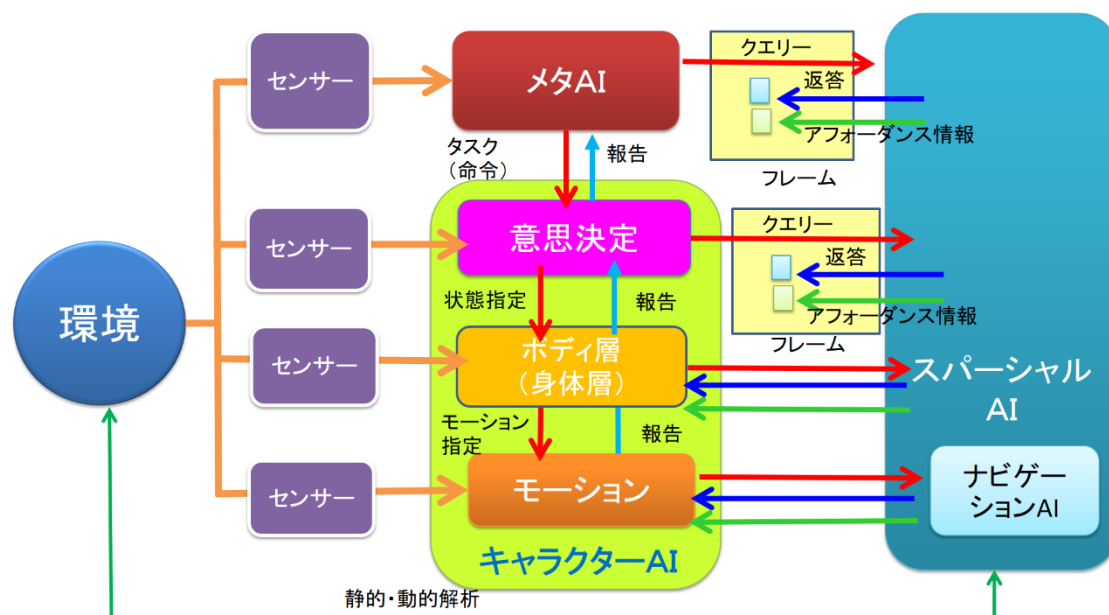 センサー
メタAI
クエリー
返答
アフォーダンス情報
フレーム
タスク
（命令）
報告
センサー
意思決定
クエリー
返答
アフォーダンス情報
フレーム
環境
状態指定
報告
センサー
ボディ層
（身体層）
スパーシャル
AI
モーション
指定
報告
センサー
モーション
ナビゲー
ションAI
キャラクターAI
静的・動的解析